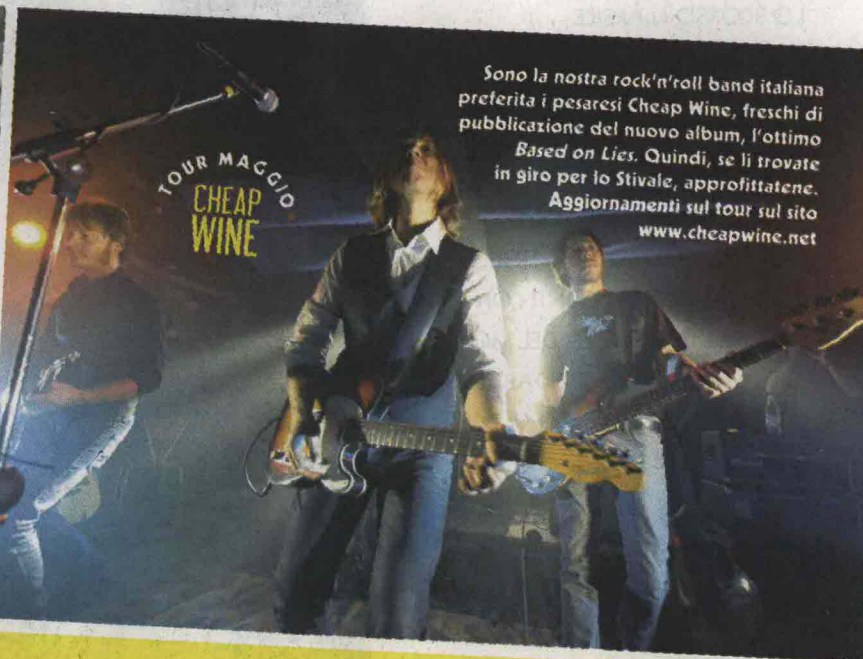 TOUR MAGGIO
CHEAP
WINE
Sono la nostra rock'n'roll band italiana
preferita i pesaresi Cheap Wine, freschi di
pubblicazione del nuovo album, l'ottimo
Based on Lies. Quindi, se li trovate
in giro per lo Stivale, approfittatene.
Aggiornamenti sul tour sul sito
www.cheapwine.net